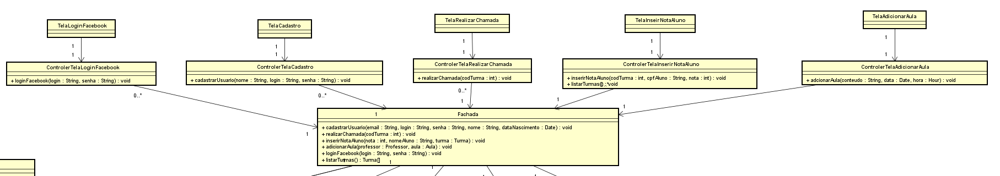 TelaLoginFacebook
TelaCadastro
TelaRealizarChamada
TelaInseirNotaAluno
TelaAdicionarAula
1
1
1
1
1
1
1
1
1
1
ControlerTelaLoginFacebook
+ loginFacebook(login : String, senha : String) : void
ControlerTelaCadastro
+ cadastrarUsuario(nome : String, login : String, senha : String) : void
ControlerTelaRealizarChamada
+ realizarChamada(codTurma : int) : void
ControlerTelaInserirNotaAluno
+ inserirNotaAluno(codTurma : int, cpfAluno : String, nota : int) : void
+ listarTurmas() : void
ControlerTelaAdicionarAula
+ adcionarAula(conteudo : String, data : Date, hora : Hour) : void
0..*
0..*
0..*
1
1
1
1
1
Fachada
+ cadastrarUsuario(email : String, login : String, senha : String, nome : String, dataNascimento : Date) : void
+ realizarChamada(codTurma : int) : void
+ inserirNotaAluno(nota : int, nomeAluno : String, turma : Turma) : void
+ adicionarAula(professor : Professor, aula : Aula) : void
+ loginFacebook(login : String, senha : String) : void
+ listarTurmas() : Turma[]
1
1
1